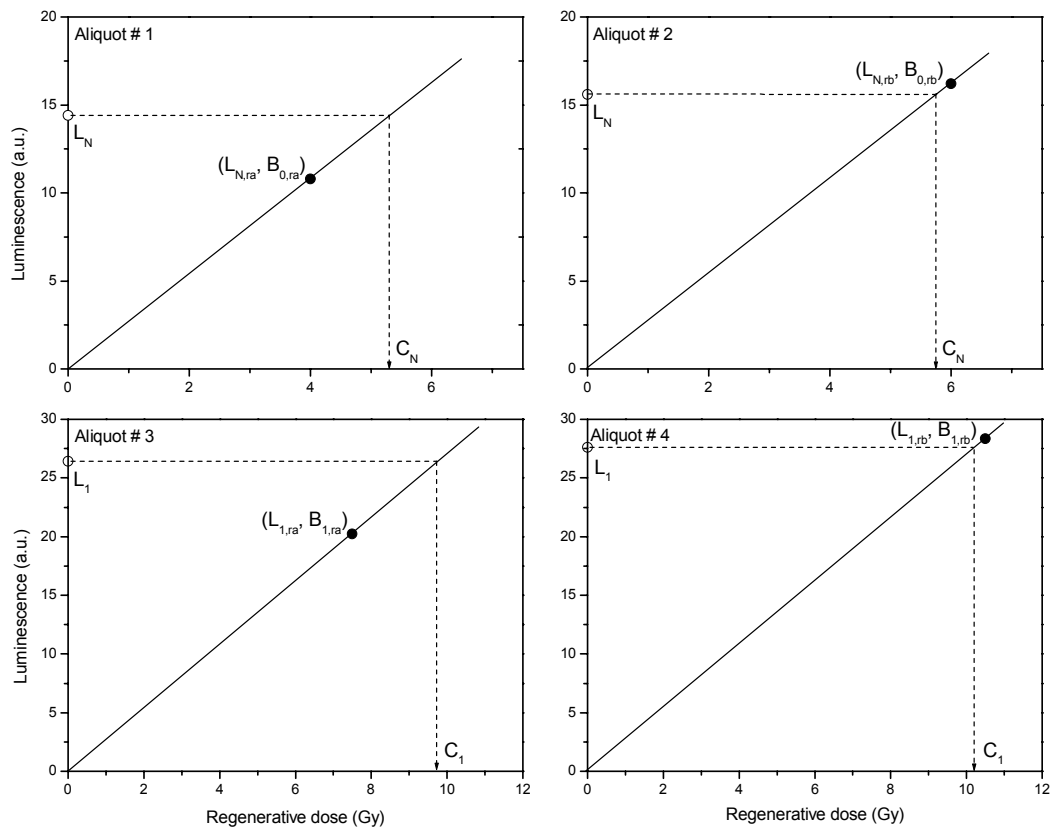 Aliquot # 1
20
15
10
5
0
0 2 4 6
Luminescence (a.u.)
L_N
(L_N,ra, B_0,ra)
C_N
Aliquot # 2
20
15
10
5
0
0 2 4 6
L_N
(L_N,rb, B_0,rb)
C_N
Aliquot # 3
30
25
20
15
10
5
0
0 2 4 6 8 10 12
Luminescence (a.u.)
L_1
(L_1,ra, B_1,ra)
C_1
Regenerative dose (Gy)
Aliquot # 4
30
25
20
15
10
5
0
0 2 4 6 8 10 12
L_1
(L_1,rb, B_1,rb)
C_1
Regenerative dose (Gy)